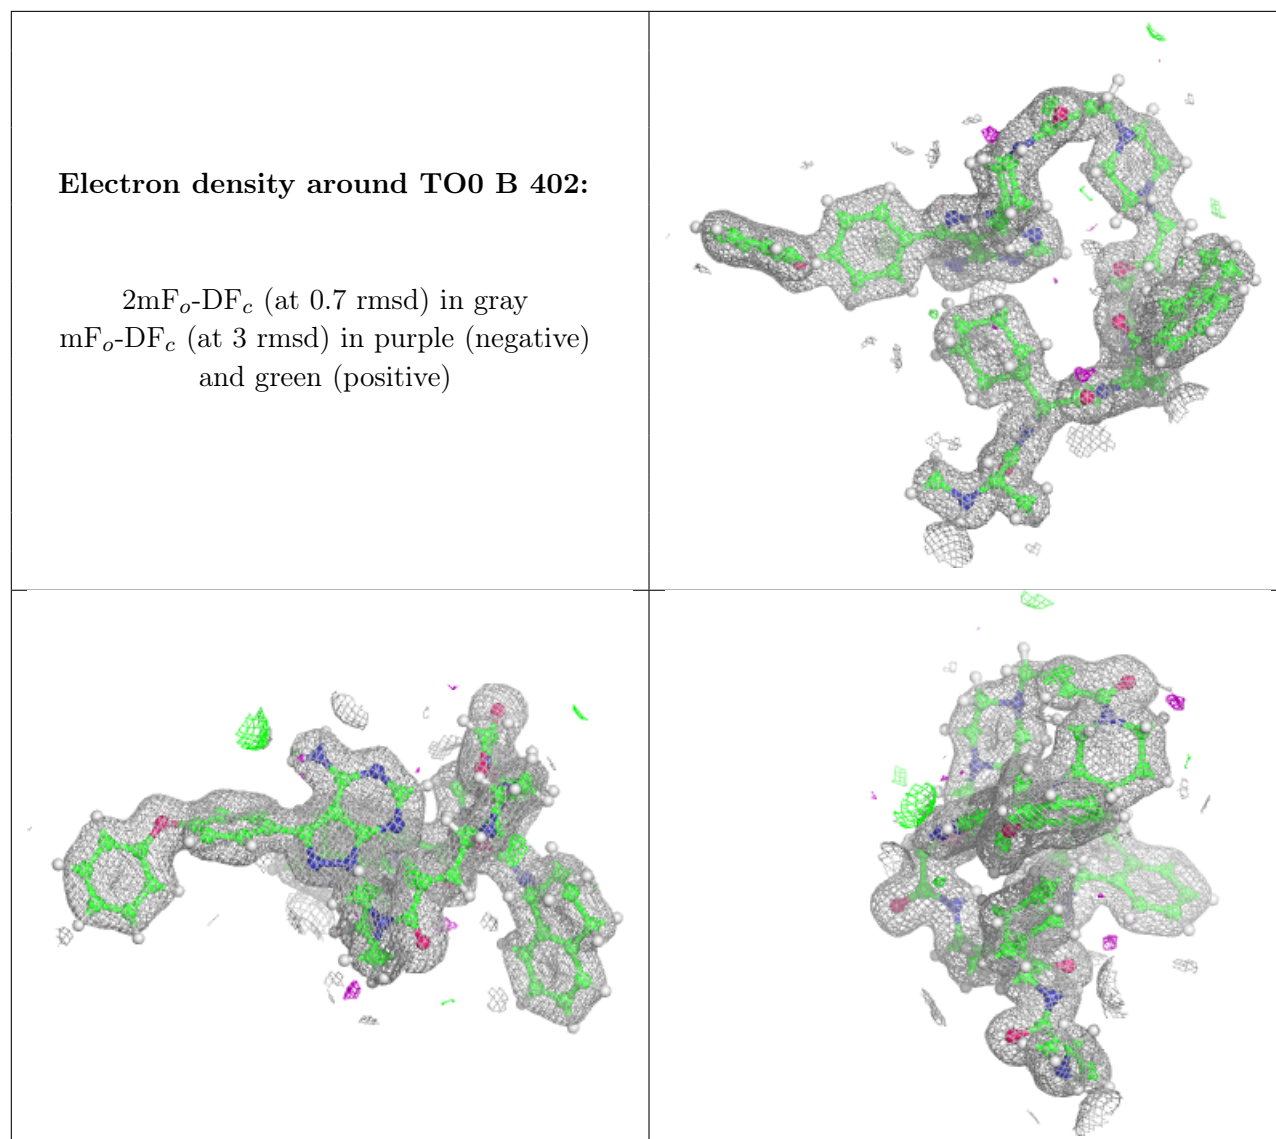 Electron density around TO0 B 402:
2mFo-DFc (at 0.7 rmsd) in gray
mFo-DFc (at 3 rmsd) in purple (negative)
and green (positive)